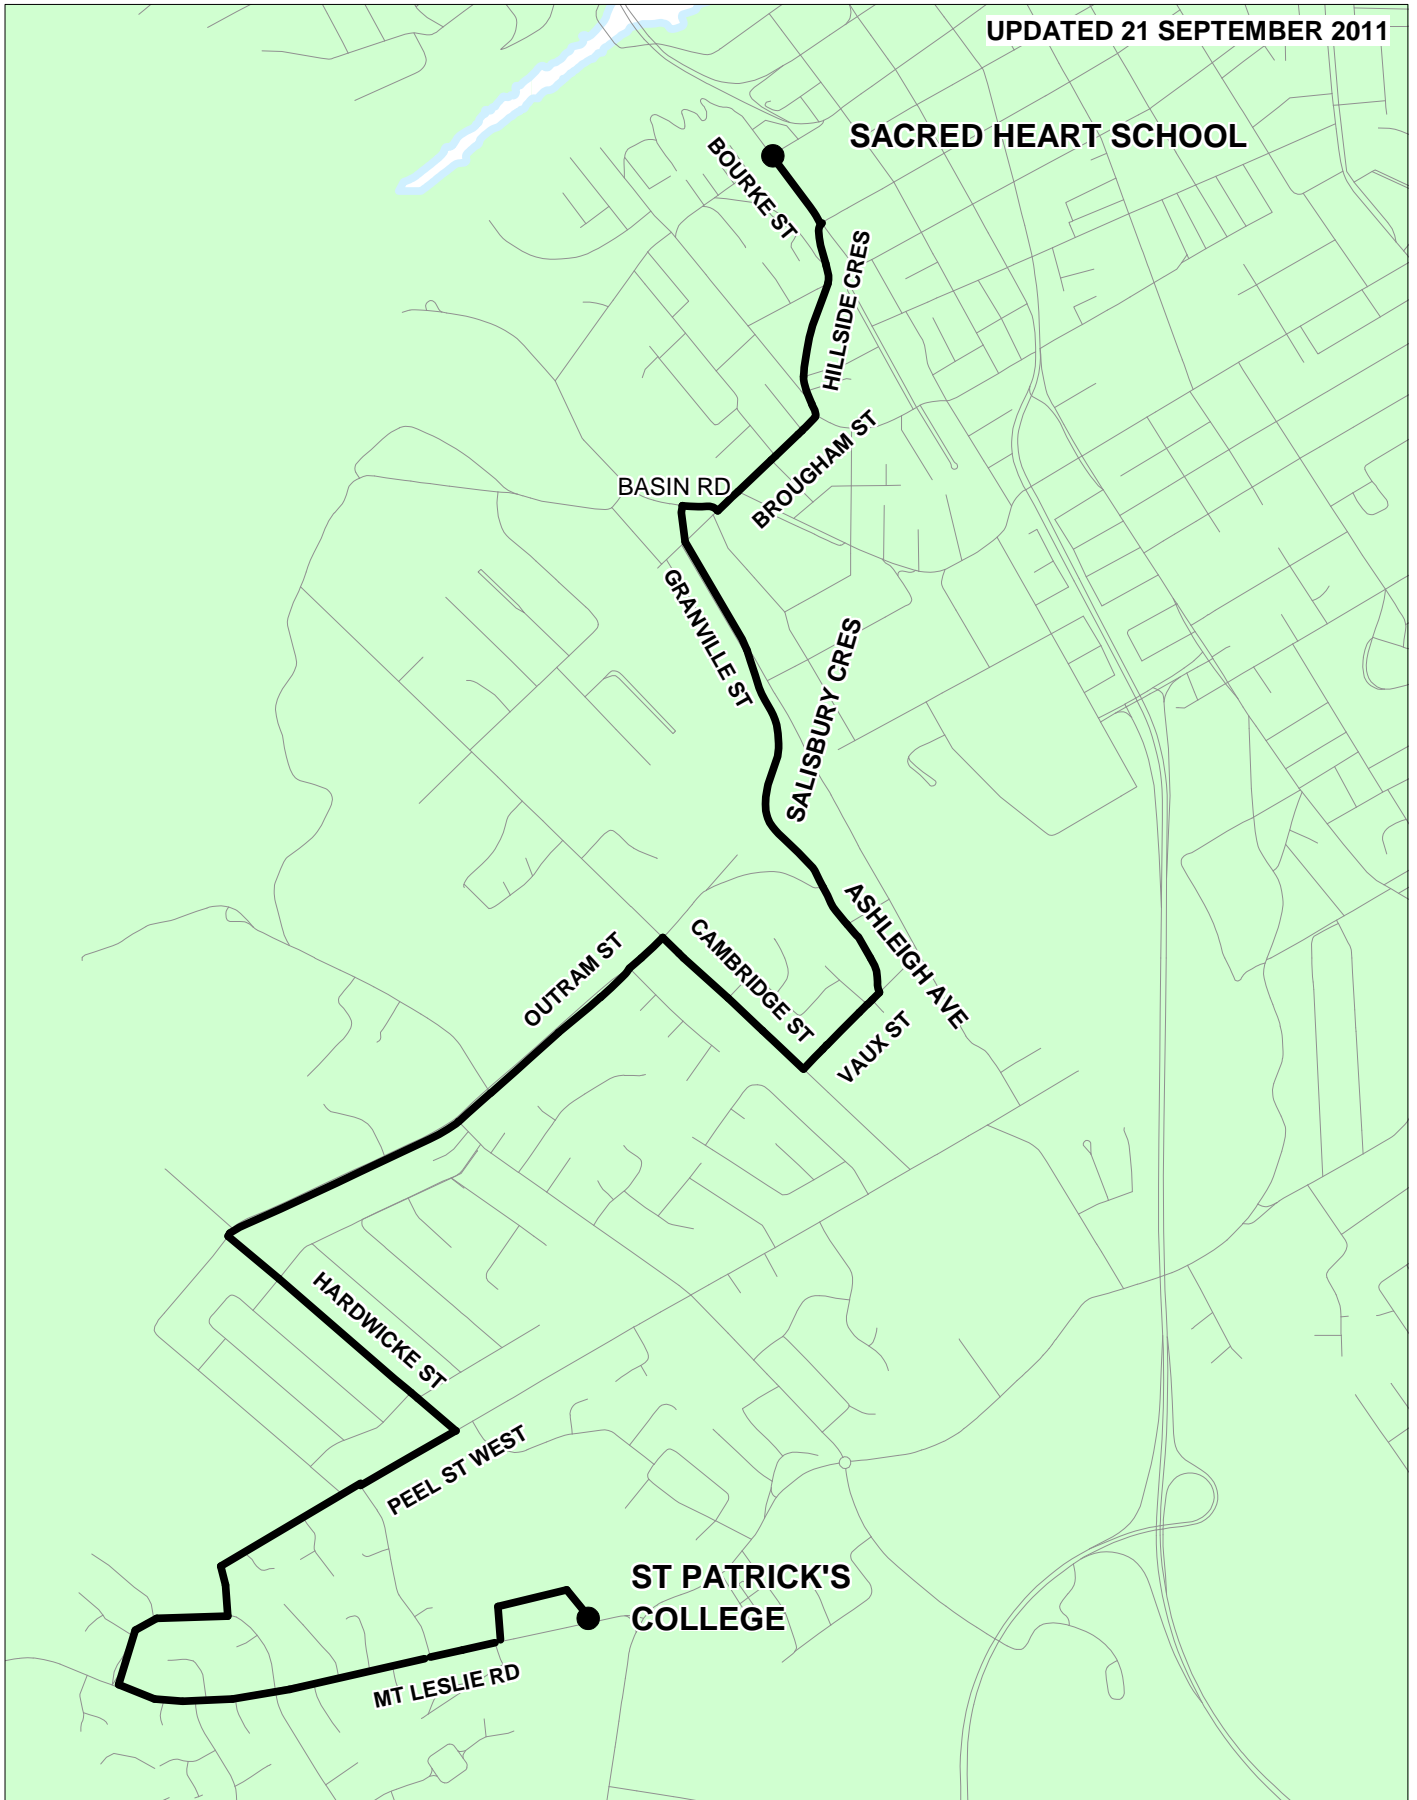 UPDATED 21 SEPTEMBER 2011
SACRED HEART SCHOOL
BOURKE ST
HILLSIDE CRES
BROUGHAM ST
BASIN RD
GRANVILLE ST
SALISBURY CRES
ASHLEIGH AVE
CAMBRIDGE ST
OUTRAM ST
VAUX ST
HARDWICKE ST
PEEL ST WEST
ST PATRICK'S
COLLEGE
MT LESLIE RD